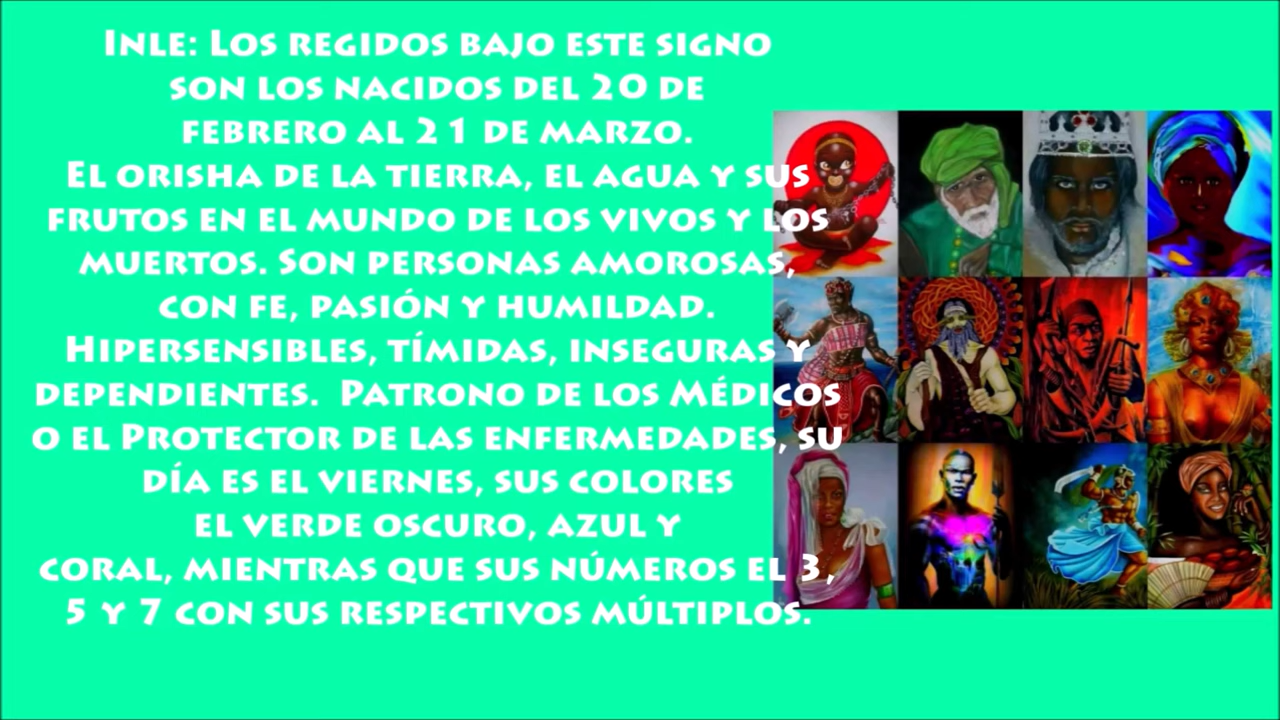 Inle: Los regidos bajo este signo
son los nacidos del 20 de
febrero al 21 de marzo.
El orisha de la tierra, el agua y sus
frutos en el mundo de los vivos y los
muertos. Son personas amorosas,
con fe, pasión y humildad.
Hipersensibles, tímidas, inseguras y
dependientes. Patrono de los Médicos
o el Protector de las enfermedades, su
día es el viernes, sus colores
el verde oscuro, azul y
coral, mientras que sus números el 3,
5 y 7 con sus respectivos múltiplos.